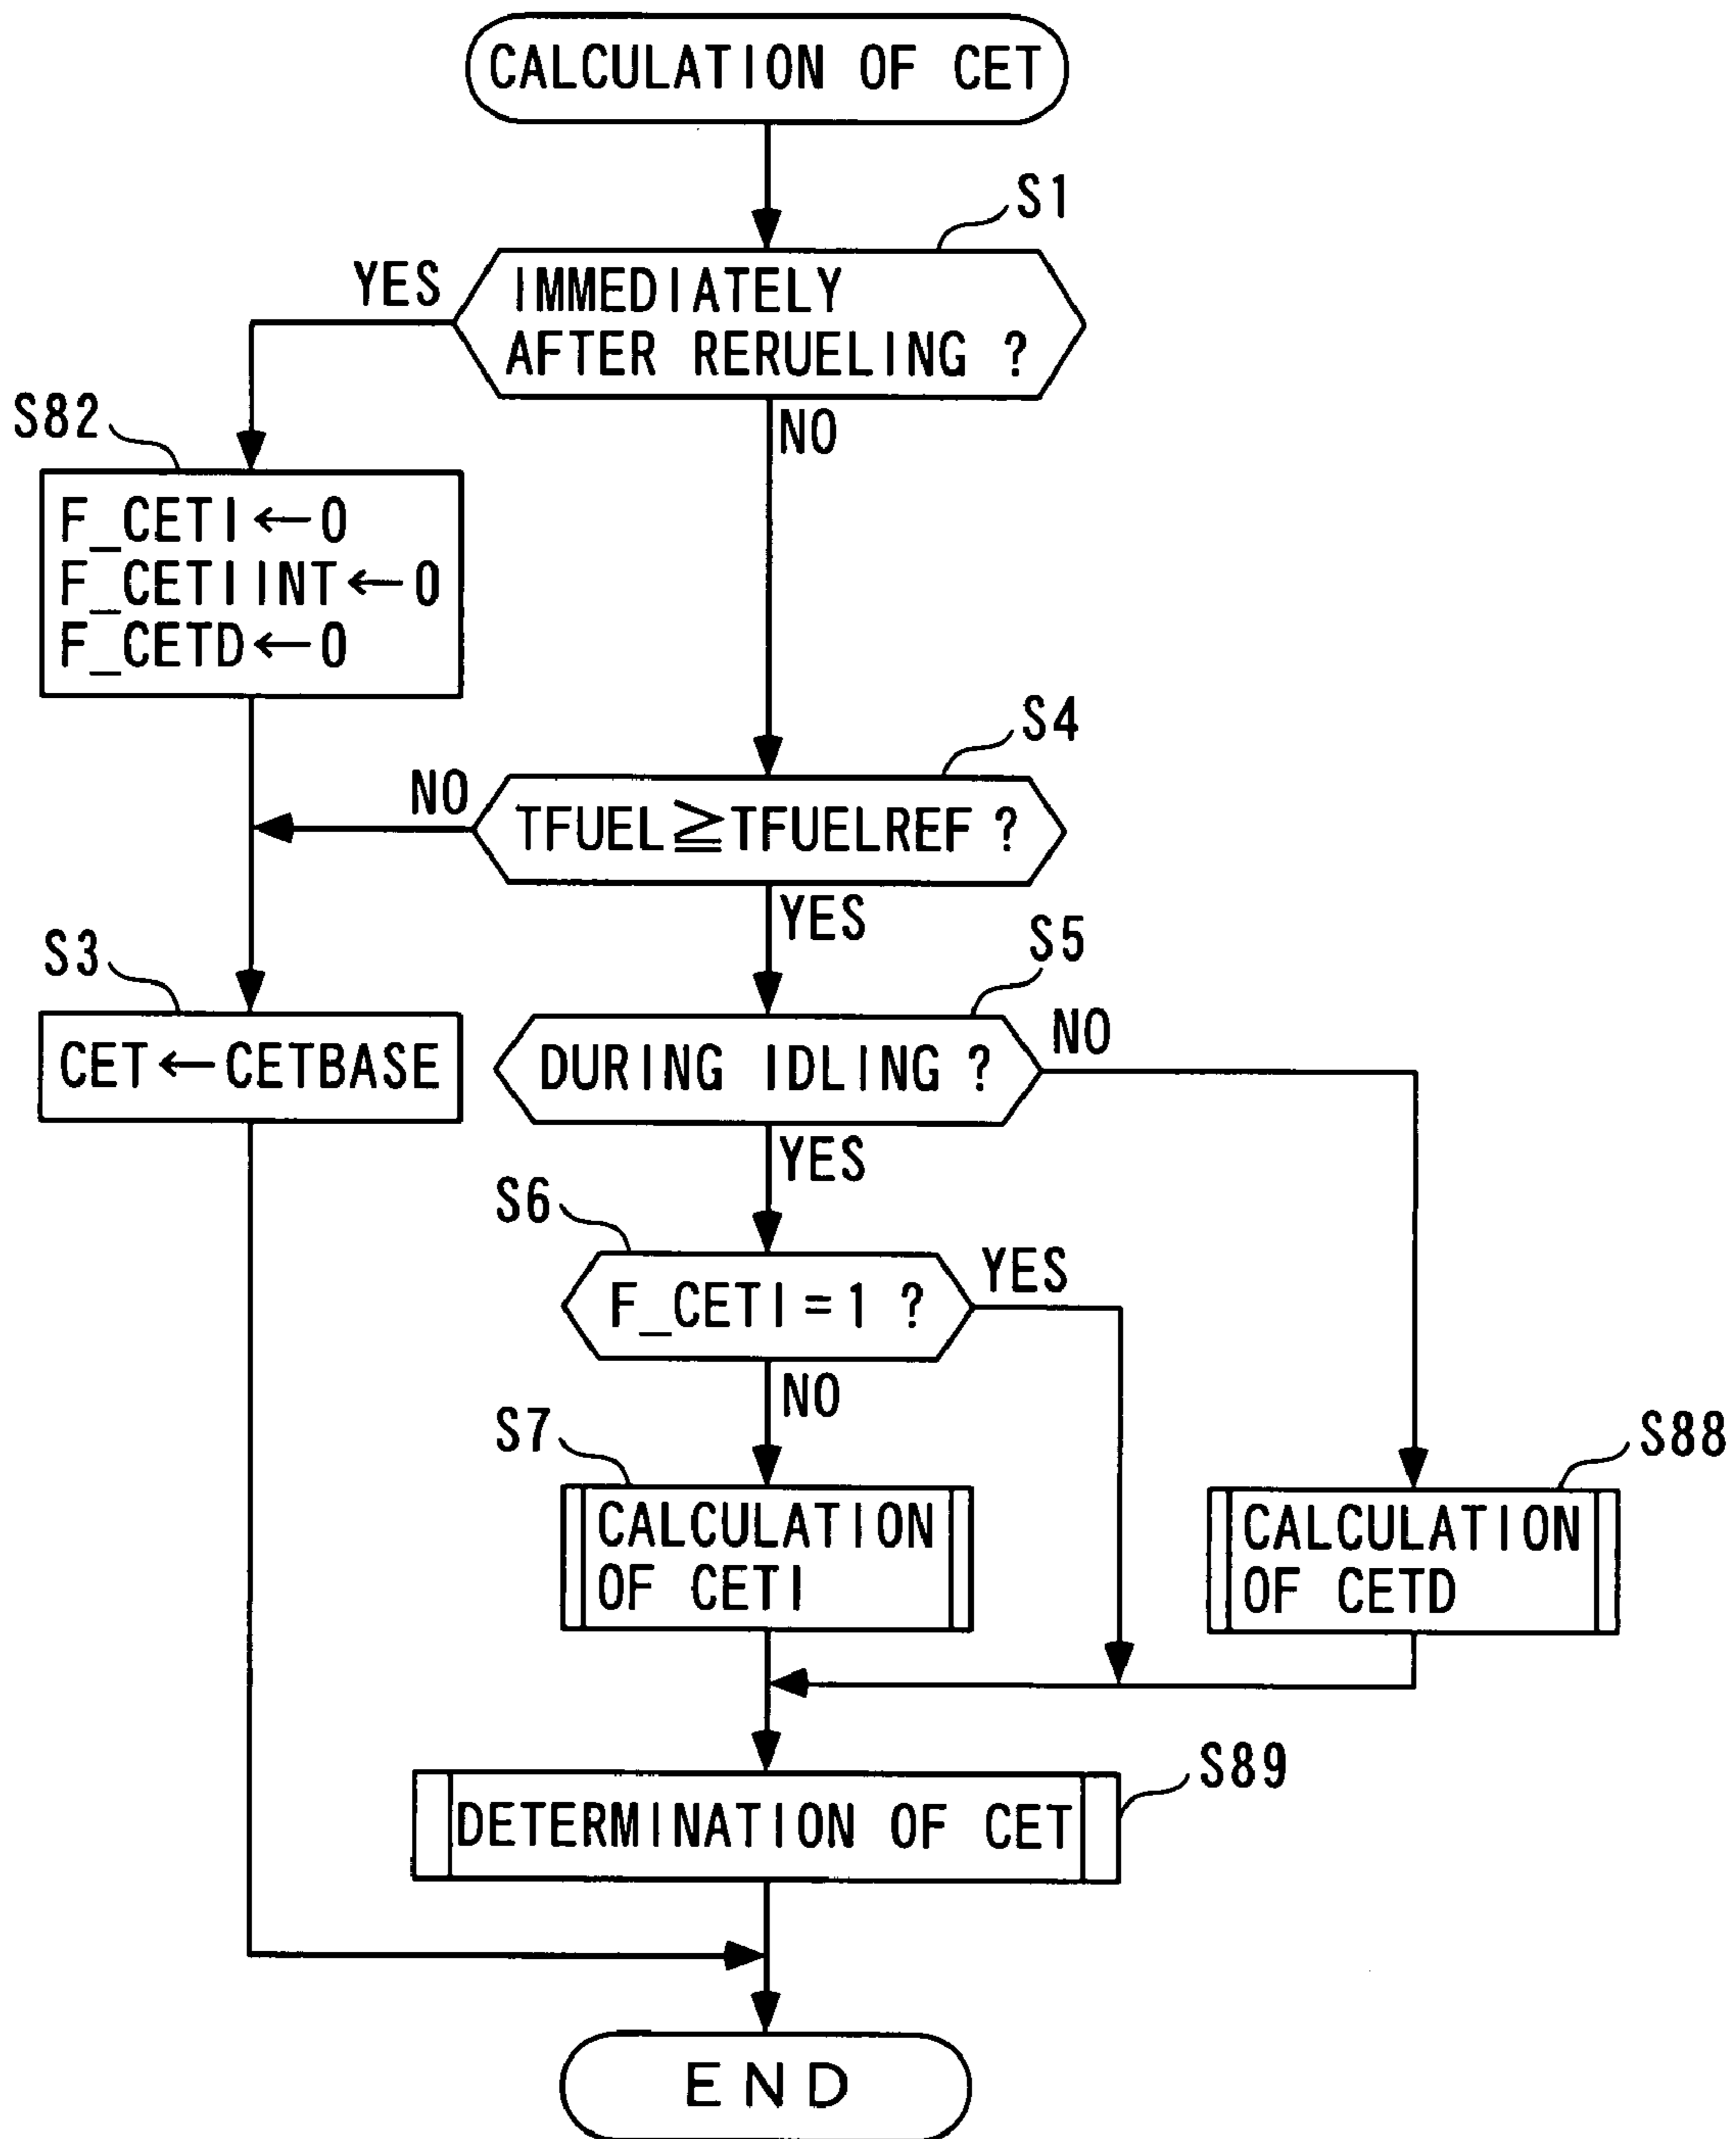 CALCULATION OF CET
S1
YES
IMMEDIATELY
AFTER RERUELING ?
NO
S82
F_CETI←0
F_CETIINT←0
F_CETD←0
S4
NO
TFUEL≧TFUELREF ?
YES
S3
CET←CETBASE
S5
DURING IDLING ?
NO
YES
S6
F_CETI=1 ?
YES
NO
S7
CALCULATION
OF CETI
S88
CALCULATION
OF CETD
S89
DETERMINATION OF CET
END